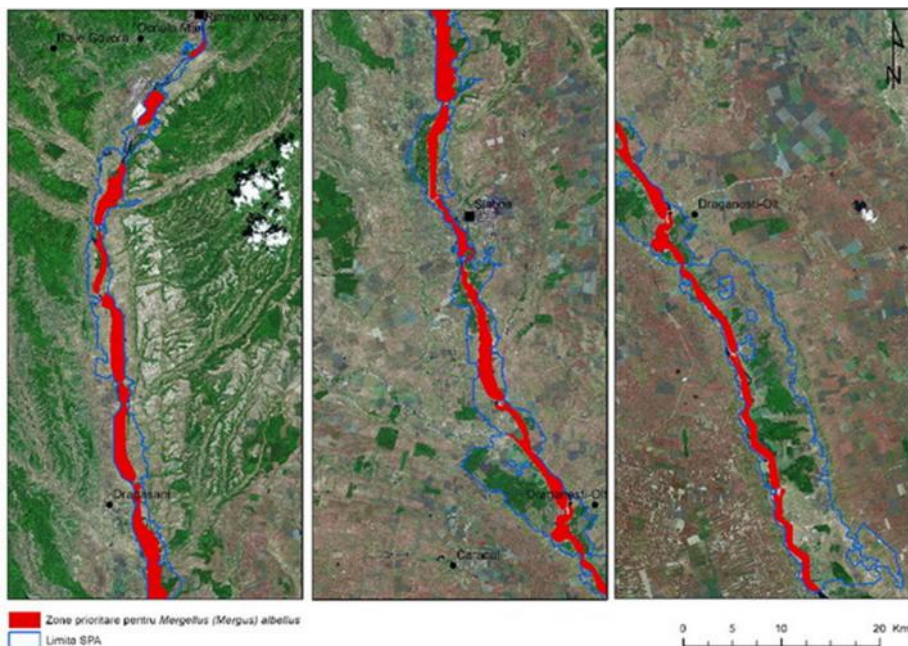 Ramnicu Valcea
Ocnele Mari
Baile Govora
Dragasani
Slatina
Draganesti-Olt
Caracal
Draganesti-Olt
Zone prioritare pentru Mergellus (Mergus) albellus
Limita SPA
0 5 10 20 Km